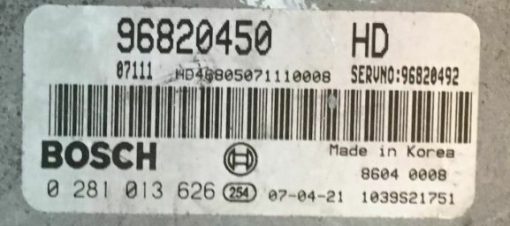 96820450 HD
07111 HD46805071110008 SERVNO:96820492
BOSCH Made in Korea
8604 0008
0 281 013 626 254 07-04-21 1039S21751